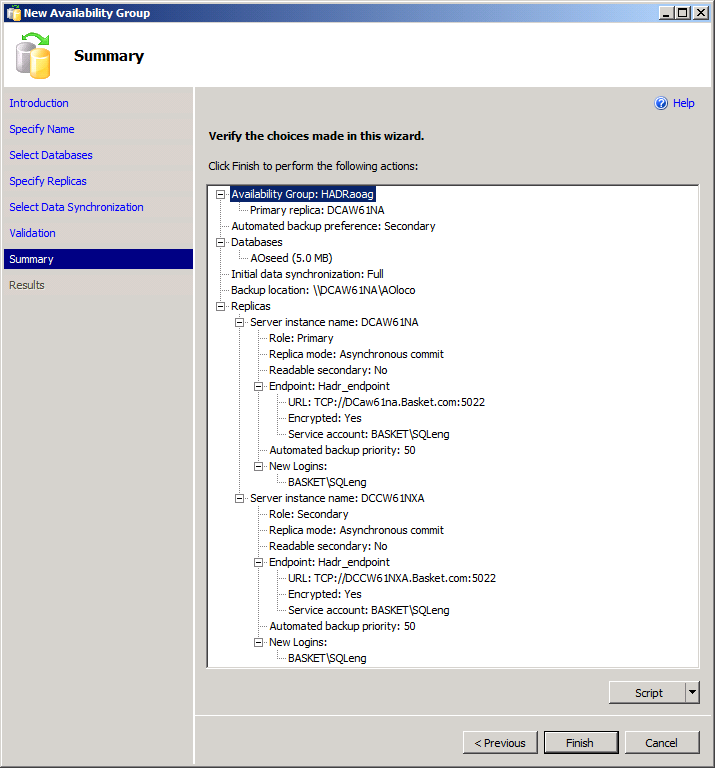 New Availability Group
Summary
Introduction
Specify Name
Select Databases
Specify Replicas
Select Data Synchronization
Validation
Summary
Results
Help
Verify the choices made in this wizard.
Click Finish to perform the following actions:
Availability Group: HADRaoag
Primary replica: DCAW61NA
Automated backup preference: Secondary
Databases
AOseed (5.0 MB)
Initial data synchronization: Full
Backup location: \\DCAW61NA\AOloco
Replicas
Server instance name: DCAW61NA
Role: Primary
Replica mode: Asynchronous commit
Readable secondary: No
Endpoint: Hadr_endpoint
URL: TCP://DCaw61na.Basket.com:5022
Encrypted: Yes
Service account: BASKET\SQLeng
Automated backup priority: 50
New Logins:
BASKET\SQLeng
Server instance name: DCCW61NXA
Role: Secondary
Replica mode: Asynchronous commit
Readable secondary: No
Endpoint: Hadr_endpoint
URL: TCP://DCCW61NXA.Basket.com:5022
Encrypted: Yes
Service account: BASKET\SQLeng
Automated backup priority: 50
New Logins:
BASKET\SQLeng
Script
< Previous
Finish
Cancel